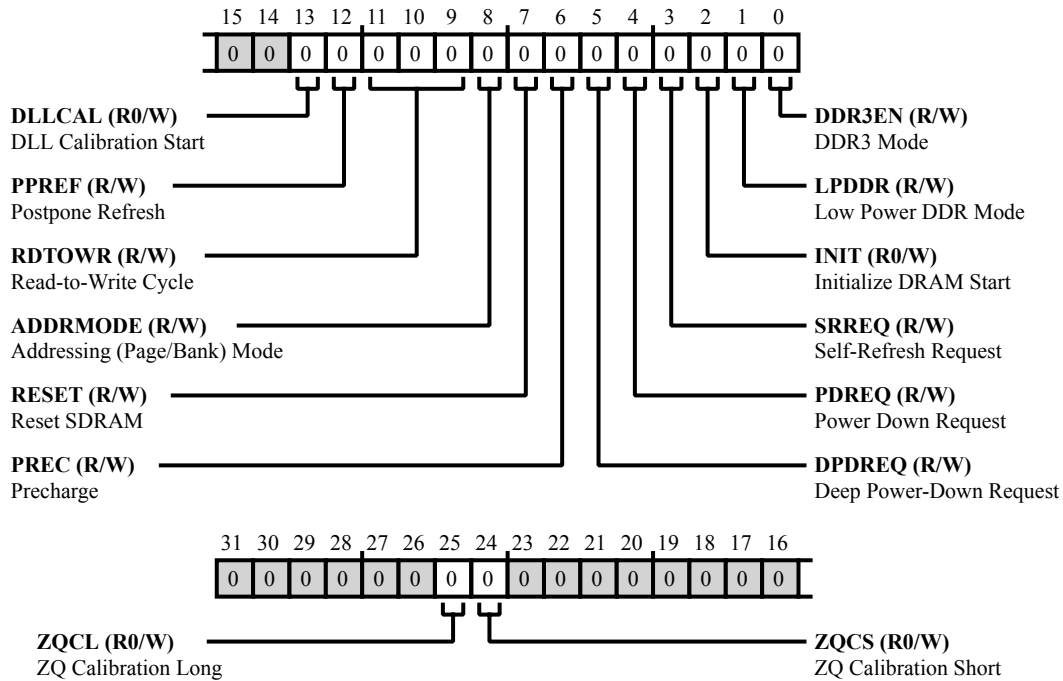 15 14 13 12 11 10 9 8 7 6 5 4 3 2 1 0
0 0 0 0 0 0 0 0 0 0 0 0 0 0 0 0
DLLCAL (R0/W)
DLL Calibration Start
DDR3EN (R/W)
DDR3 Mode
PPREF (R/W)
Postpone Refresh
LPDDR (R/W)
Low Power DDR Mode
RDTOWR (R/W)
Read-to-Write Cycle
INIT (R0/W)
Initialize DRAM Start
ADDRMODE (R/W)
Addressing (Page/Bank) Mode
SRREQ (R/W)
Self-Refresh Request
RESET (R/W)
Reset SDRAM
PDREQ (R/W)
Power Down Request
PREC (R/W)
Precharge
DPDREQ (R/W)
Deep Power-Down Request
31 30 29 28 27 26 25 24 23 22 21 20 19 18 17 16
0 0 0 0 0 0 0 0 0 0 0 0 0 0 0 0
ZQCL (R0/W)
ZQ Calibration Long
ZQCS (R0/W)
ZQ Calibration Short